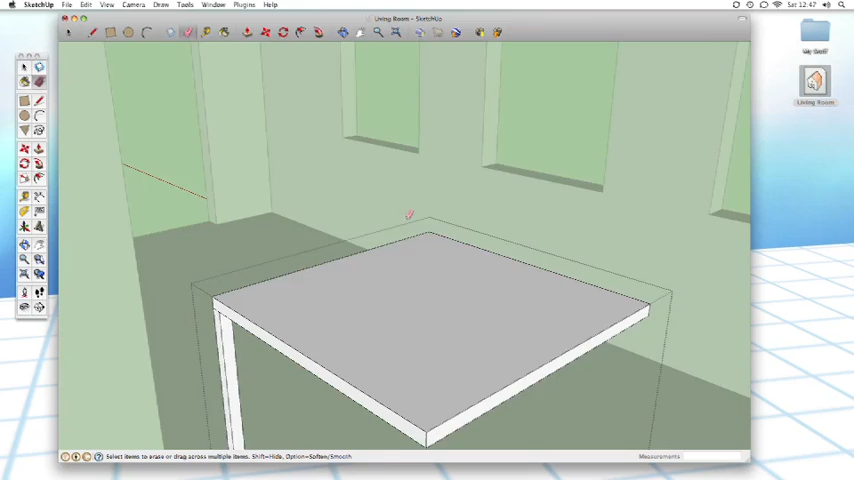 SketchUp File Edit View Camera Draw Tools Window Plugins Help
Sat 12:47
Living Room - SketchUp
My Stuff
Living Room
Select items to erase or drag across multiple items. Shift=Hide, Option=Soften/Smooth
Measurements